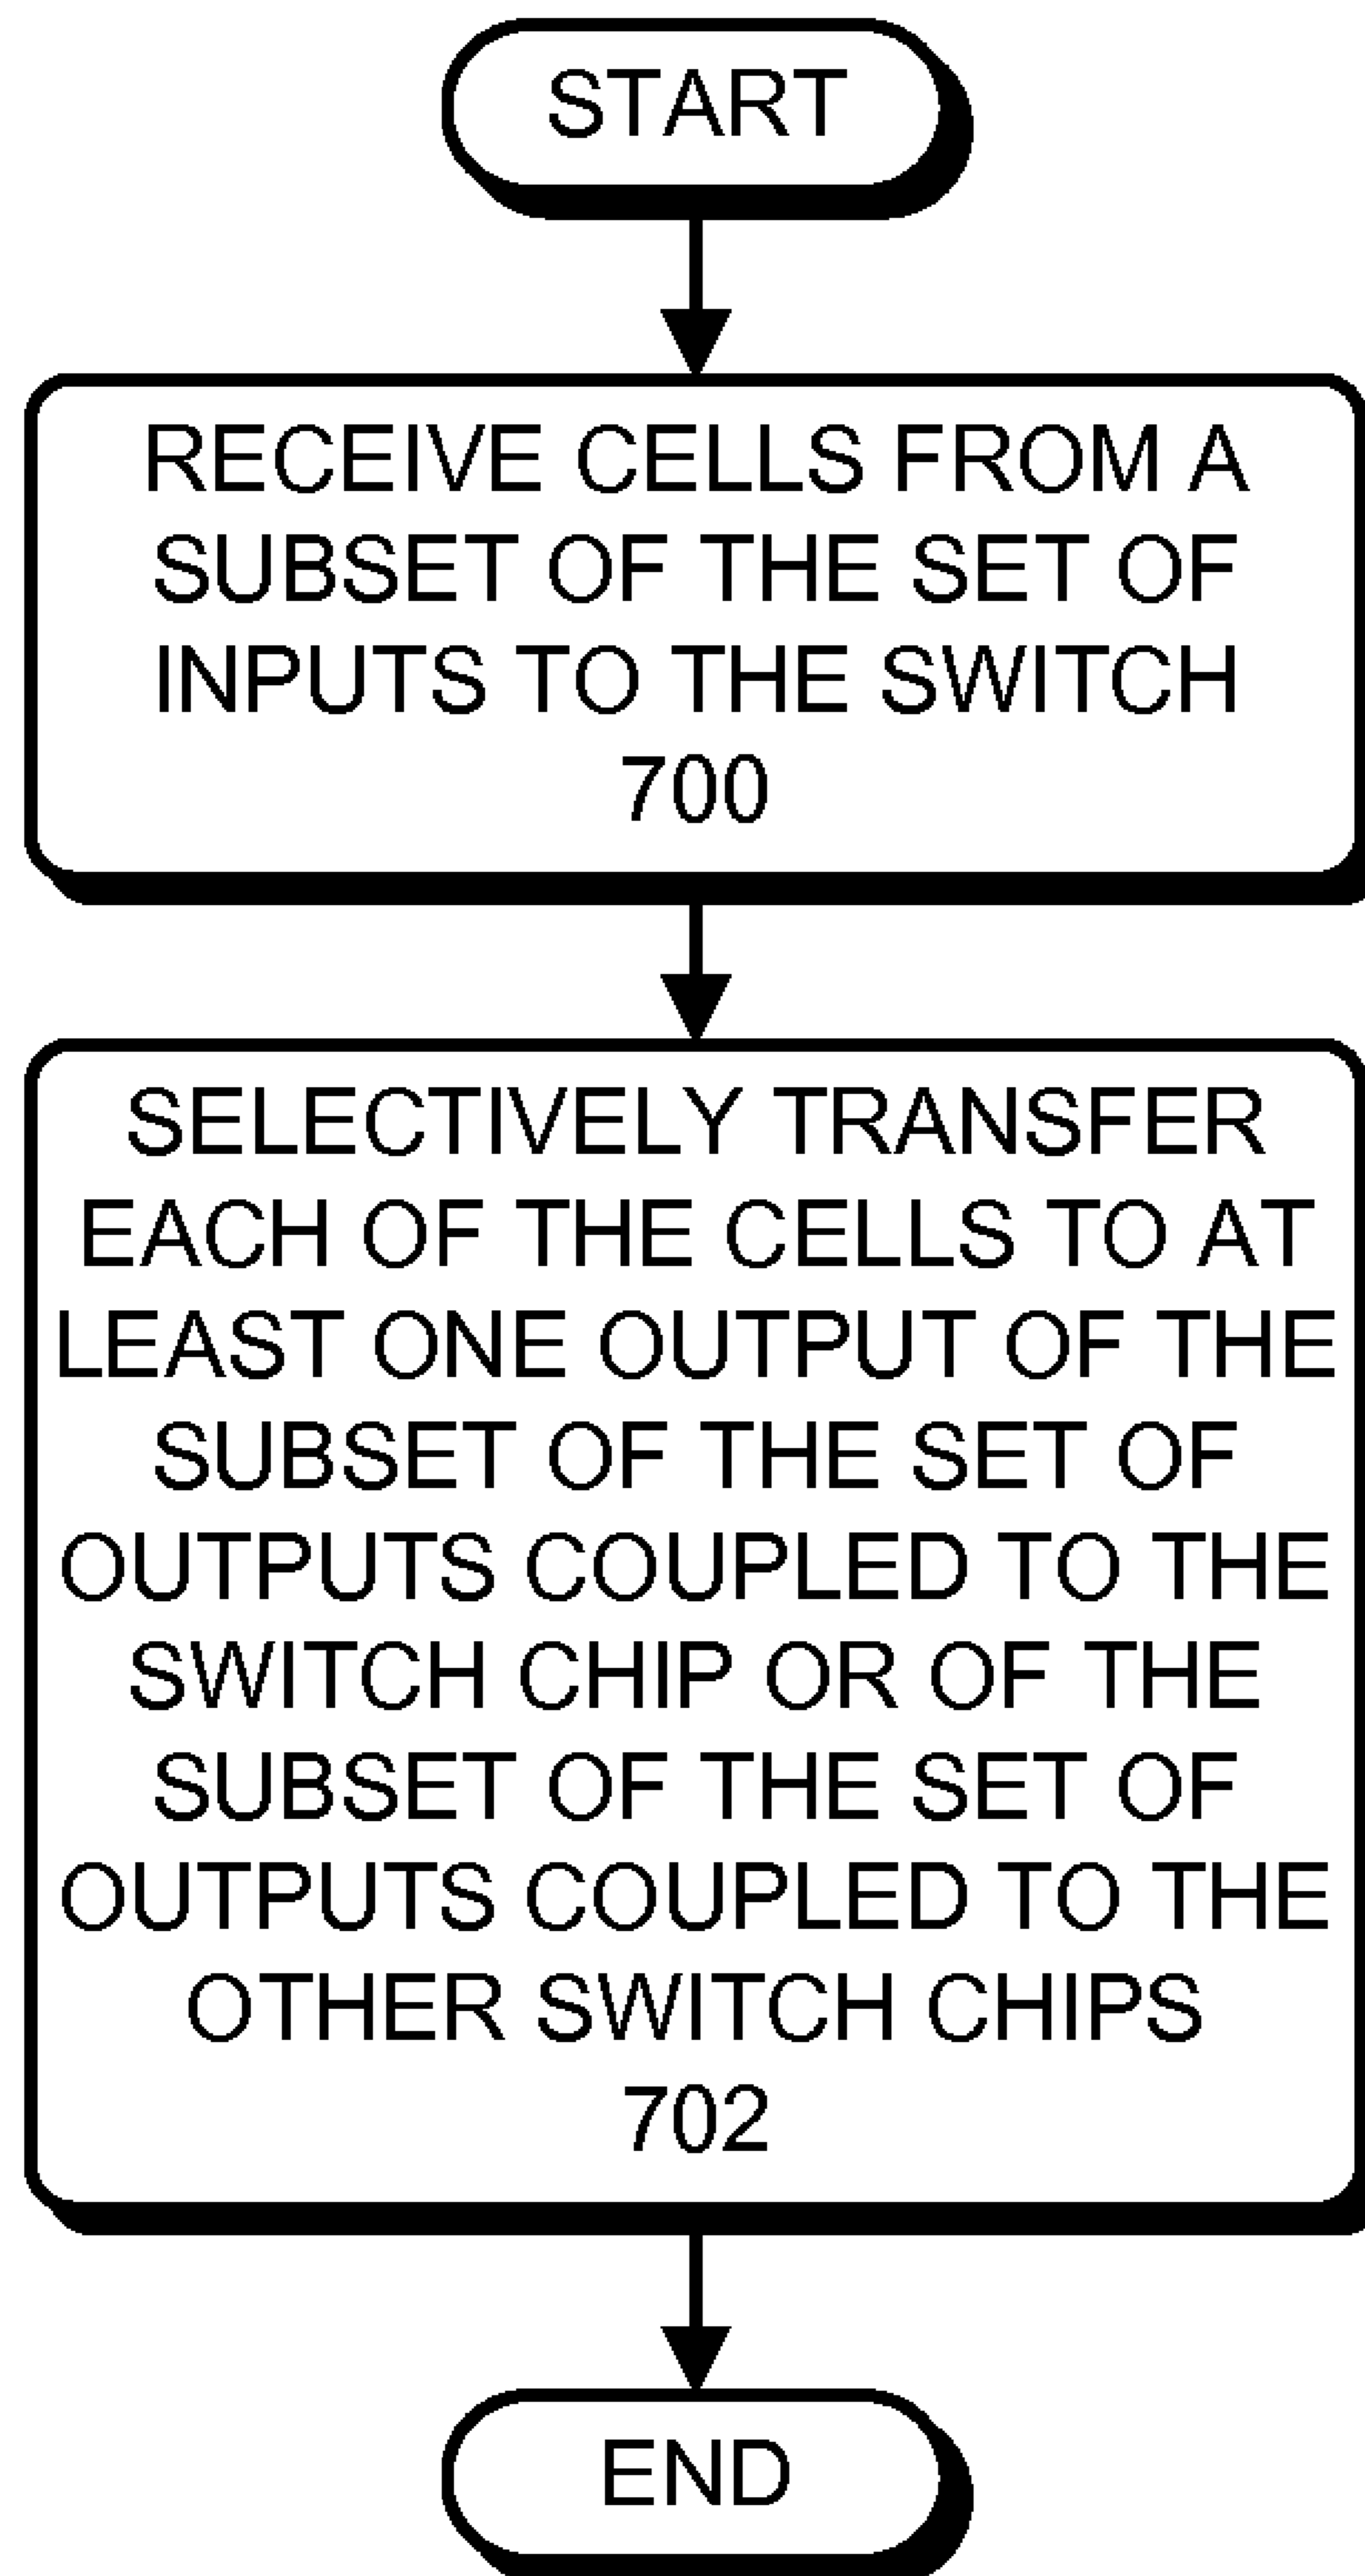 START
RECEIVE CELLS FROM A
SUBSET OF THE SET OF
INPUTS TO THE SWITCH
700
SELECTIVELY TRANSFER
EACH OF THE CELLS TO AT
LEAST ONE OUTPUT OF THE
SUBSET OF THE SET OF
OUTPUTS COUPLED TO THE
SWITCH CHIP OR OF THE
SUBSET OF THE SET OF
OUTPUTS COUPLED TO THE
OTHER SWITCH CHIPS
702
END